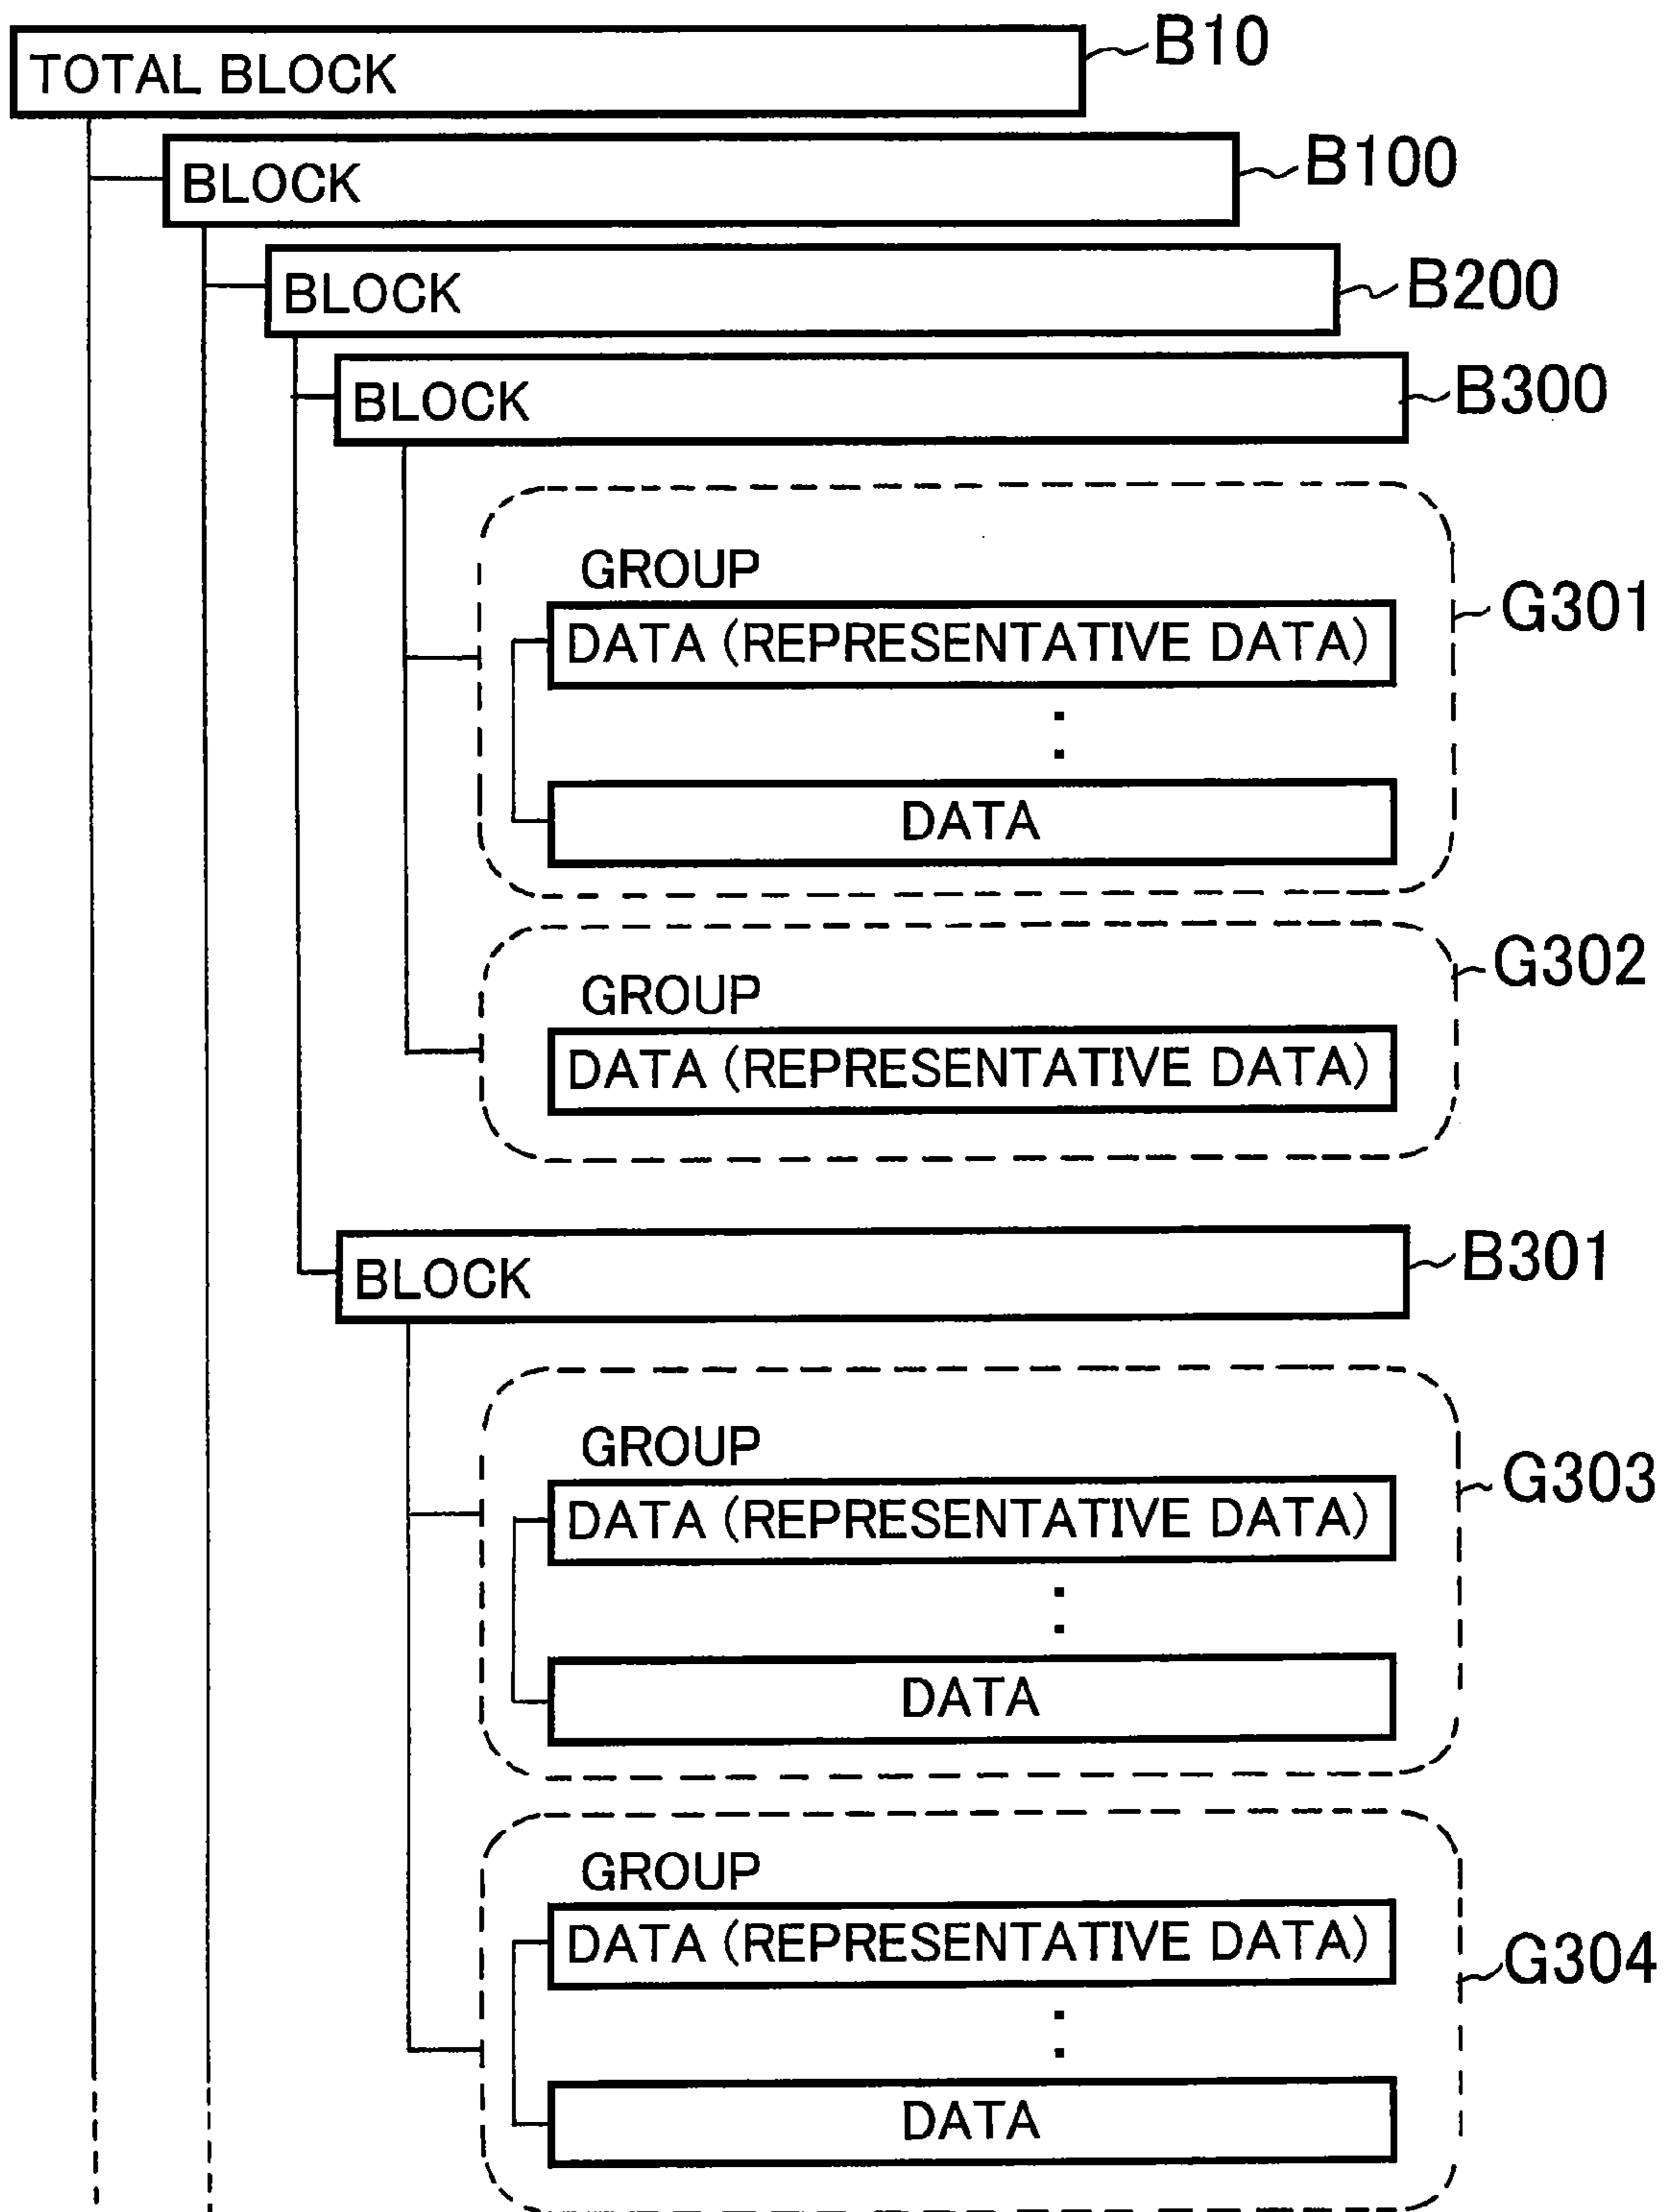 TOTAL BLOCK B10
BLOCK B100
BLOCK B200
BLOCK B300
GROUP G301
DATA (REPRESENTATIVE DATA)
:
DATA
GROUP G302
DATA (REPRESENTATIVE DATA)
BLOCK B301
GROUP G303
DATA (REPRESENTATIVE DATA)
:
DATA
GROUP G304
DATA (REPRESENTATIVE DATA)
:
DATA